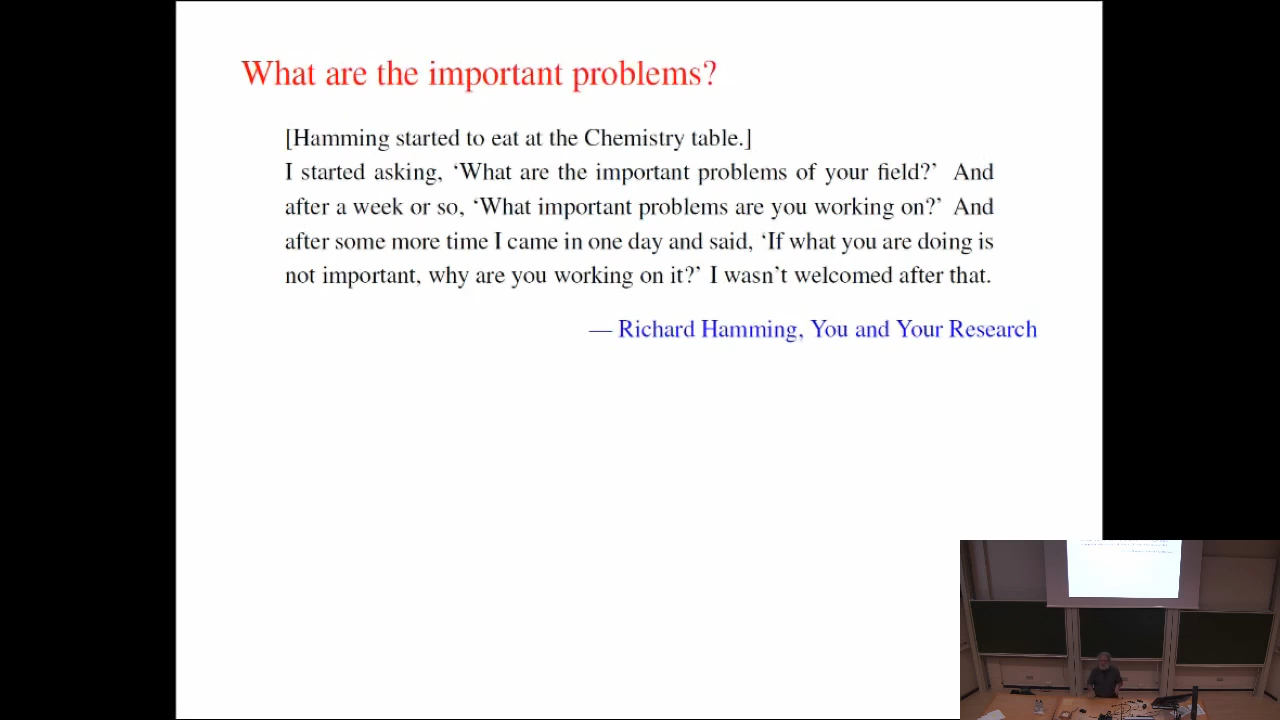 What are the important problems?
[Hamming started to eat at the Chemistry table.]
I started asking, ‘What are the important problems of your field?’ And
after a week or so, ‘What important problems are you working on?’ And
after some more time I came in one day and said, ‘If what you are doing is
not important, why are you working on it?’ I wasn’t welcomed after that.
— Richard Hamming, You and Your Research